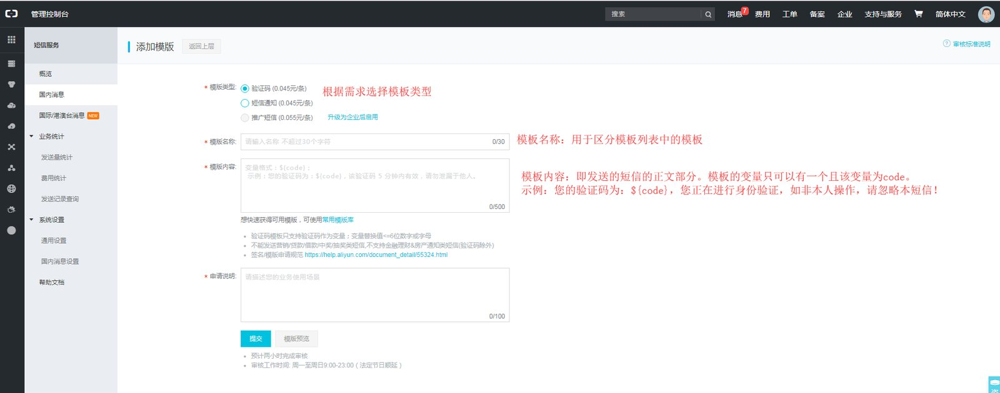 管理控制台
搜索
消息 7 费用 工单 备案 企业 支持与服务 简体中文
短信服务
概览
国内消息
国际/港澳台消息 NEW
业务统计
发送量统计
费用统计
发送记录查询
系统设置
通用设置
国内消息设置
帮助文档
添加模版 返回上层
审核标准说明
* 模版类型: 验证码 (0.045元/条)
根据需求选择模板类型
短信通知 (0.045元/条)
推广短信 (0.055元/条) 升级为企业后启用
* 模版名称: 请输入名称 不超过30个字符 0/30
模板名称：用于区分模板列表中的模板
* 模版内容: 变量格式：${code}；
示例：您的验证码为：${code}，该验证码 5 分钟内有效，请勿泄漏于他人。
0/500
模板内容：即发送的短信的正文部分。模板的变量只可以有一个且该变量为code。
示例：您的验证码为：${code}，您正在进行身份验证，如非本人操作，请忽略本短信！
想快速获得可用模版，可使用常用模版库
验证码模板只支持验证码作为变量；变量替换值<=6位数字或字母
不能发送营销/贷款/借款/中奖/抽奖类短信,不支持金融理财&房产通知类短信(验证码除外)
签名/模版申请规范 https://help.aliyun.com/document_detail/55324.html
* 申请说明: 请描述您的业务使用场景
0/100
提交 模版预览
预计两小时完成审核
审核工作时间: 周一至周日9:00-23:00（法定节日顺延）